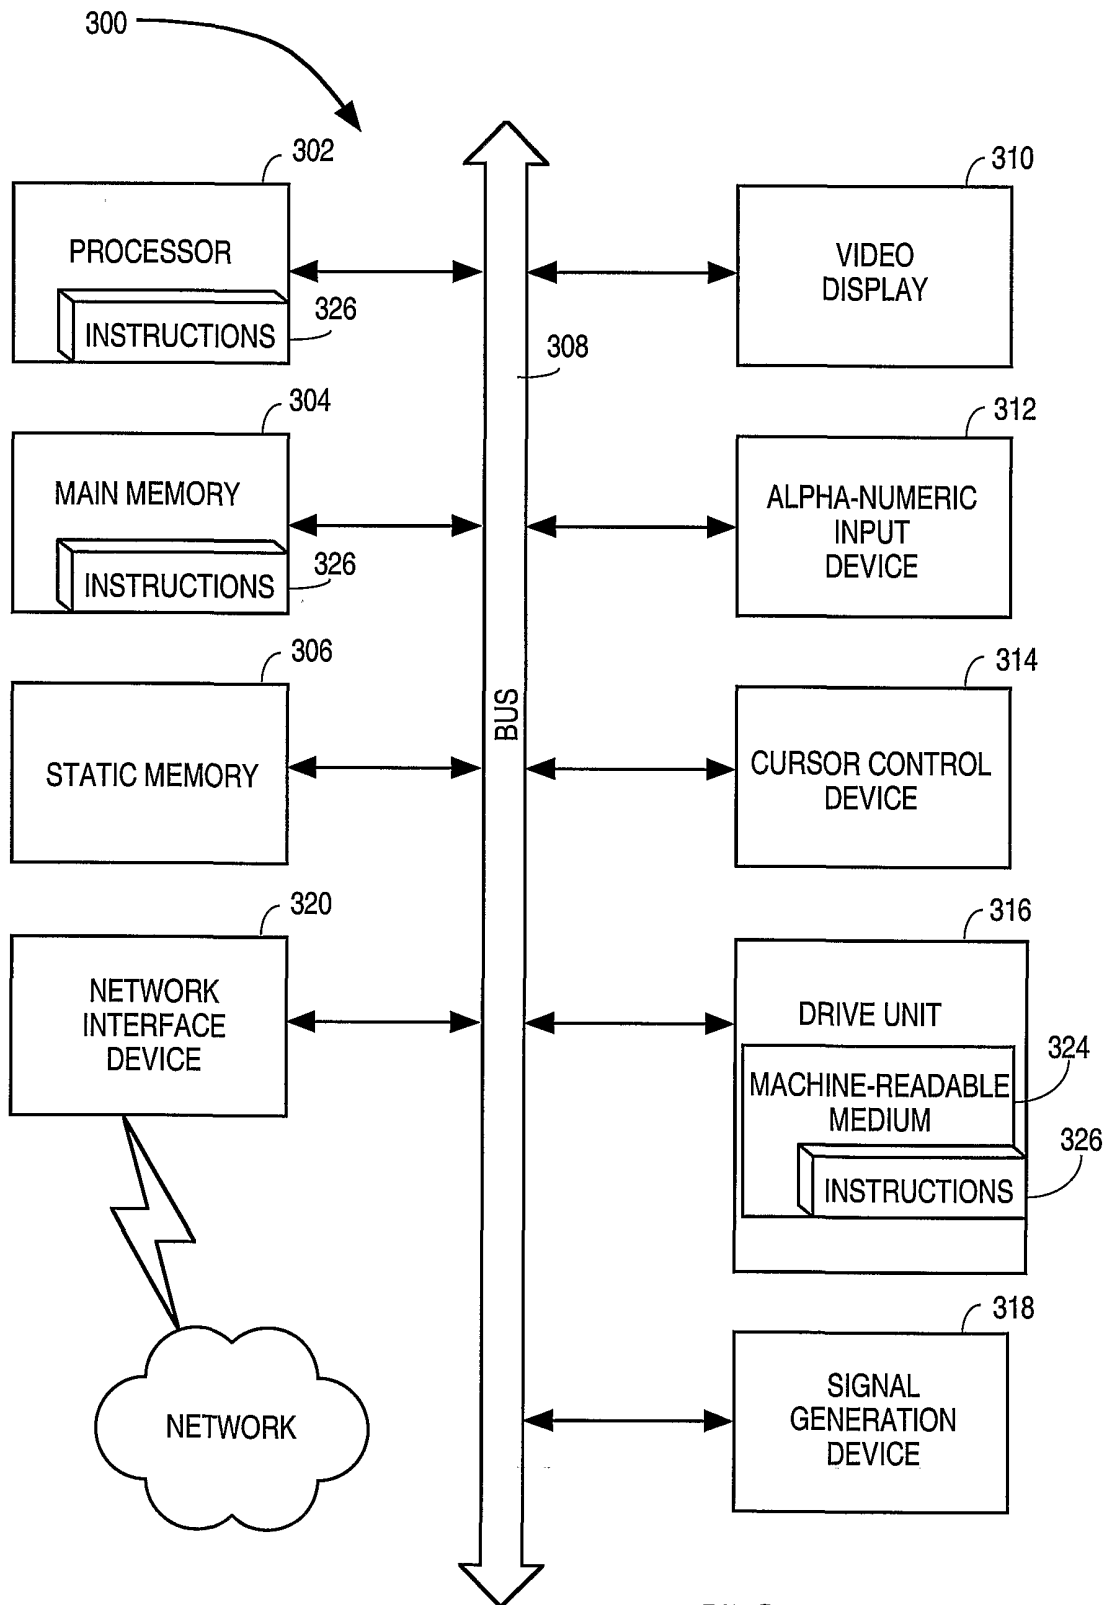 300
302
PROCESSOR
INSTRUCTIONS
326
304
MAIN MEMORY
INSTRUCTIONS
326
306
STATIC MEMORY
320
NETWORK
INTERFACE
DEVICE
NETWORK
308
BUS
310
VIDEO
DISPLAY
312
ALPHA-NUMERIC
INPUT
DEVICE
314
CURSOR CONTROL
DEVICE
316
DRIVE UNIT
324
MACHINE-READABLE
MEDIUM
326
INSTRUCTIONS
318
SIGNAL
GENERATION
DEVICE